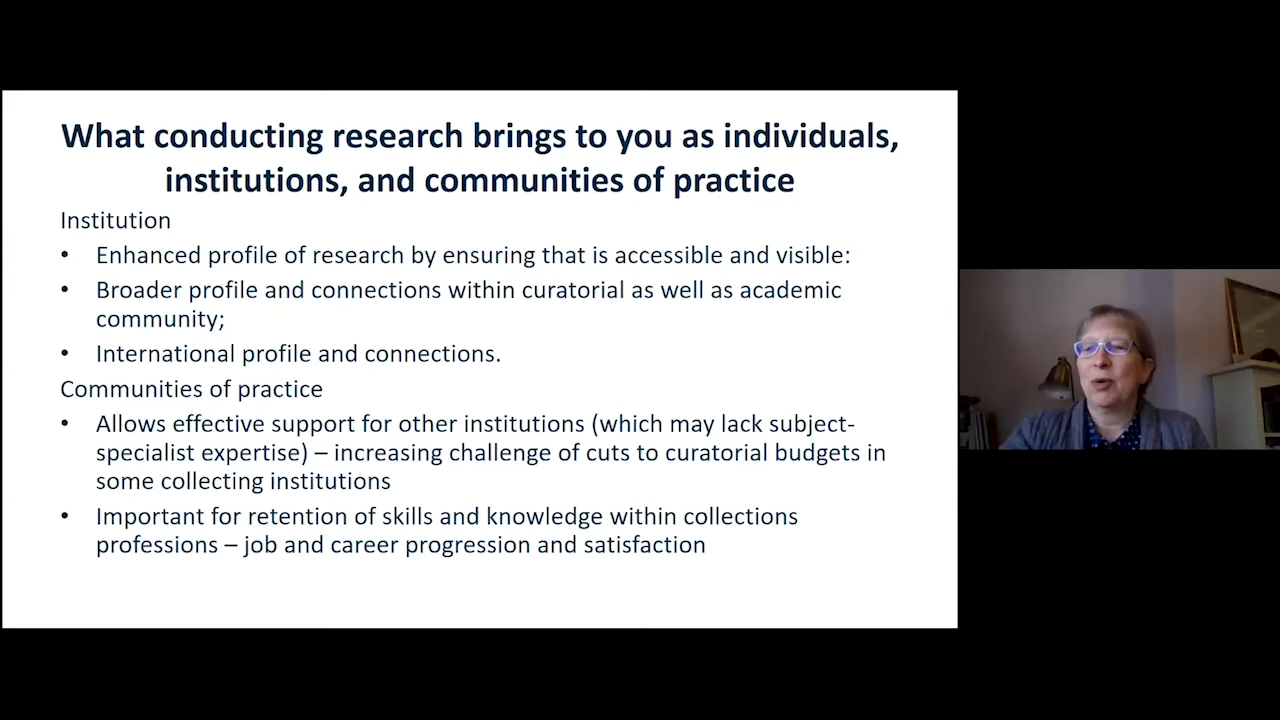 What conducting research brings to you as individuals,
institutions, and communities of practice
Institution
• Enhanced profile of research by ensuring that is accessible and visible:
• Broader profile and connections within curatorial as well as academic
community;
• International profile and connections.
Communities of practice
• Allows effective support for other institutions (which may lack subject-
specialist expertise) – increasing challenge of cuts to curatorial budgets in
some collecting institutions
• Important for retention of skills and knowledge within collections
professions – job and career progression and satisfaction